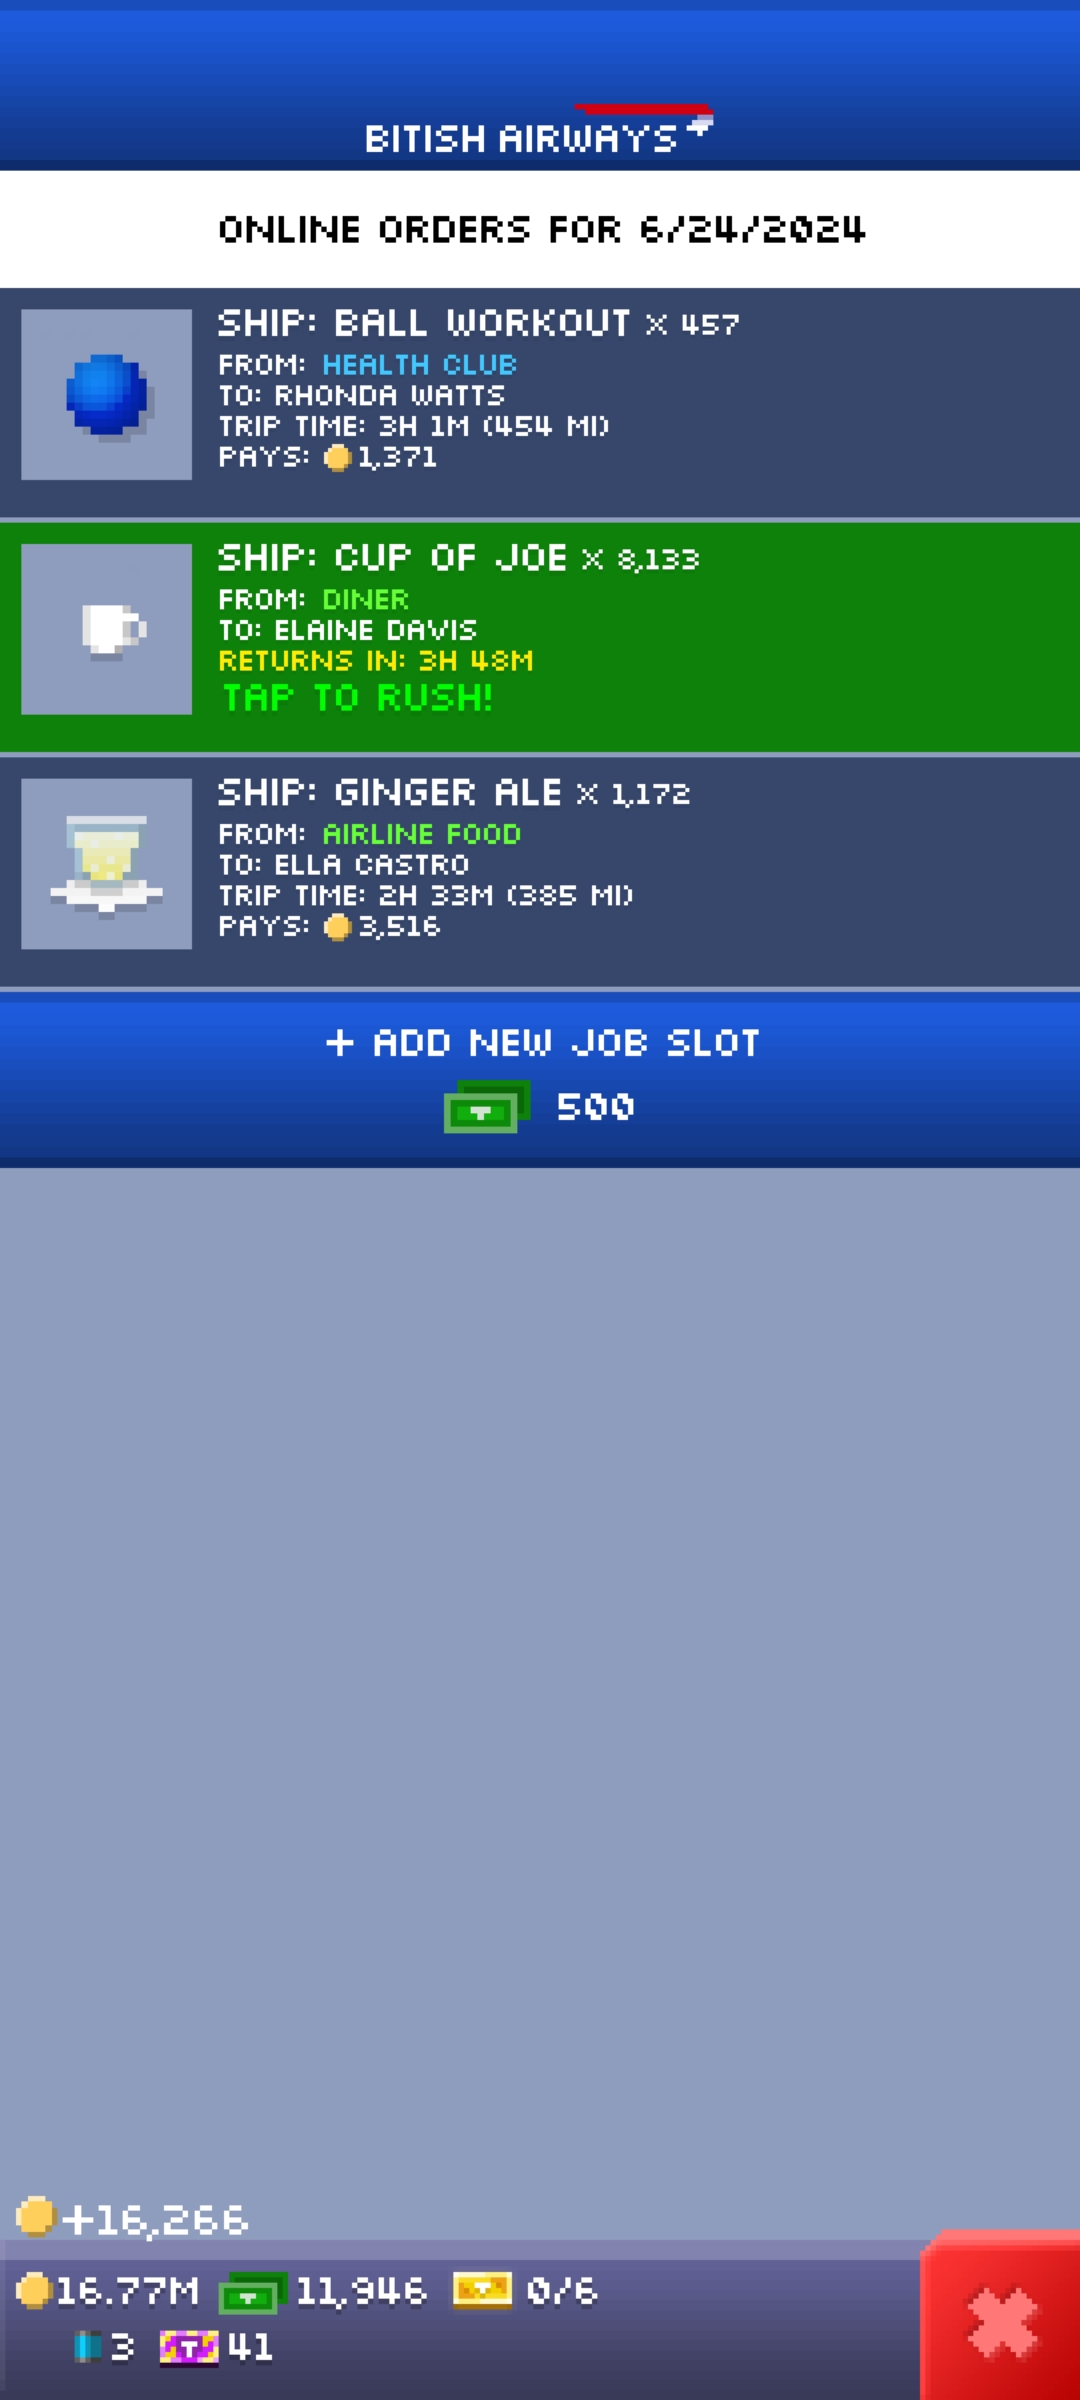 BITISH AIRWAYS
ONLINE ORDERS FOR 6/24/2024
SHIP: BALL WORKOUT X 457
FROM: HEALTH CLUB
TO: RHONDA WATTS
TRIP TIME: 3H 1M (454 MI)
PAYS: 1,371
SHIP: CUP OF JOE X 8,133
FROM: DINER
TO: ELAINE DAVIS
RETURNS IN: 3H 48M
TAP TO RUSH!
SHIP: GINGER ALE X 1,172
FROM: AIRLINE FOOD
TO: ELLA CASTRO
TRIP TIME: 2H 33M (385 MI)
PAYS: 3,516
+ ADD NEW JOB SLOT
500
+16,266
16.77M 11,946 0/6
3 T 41